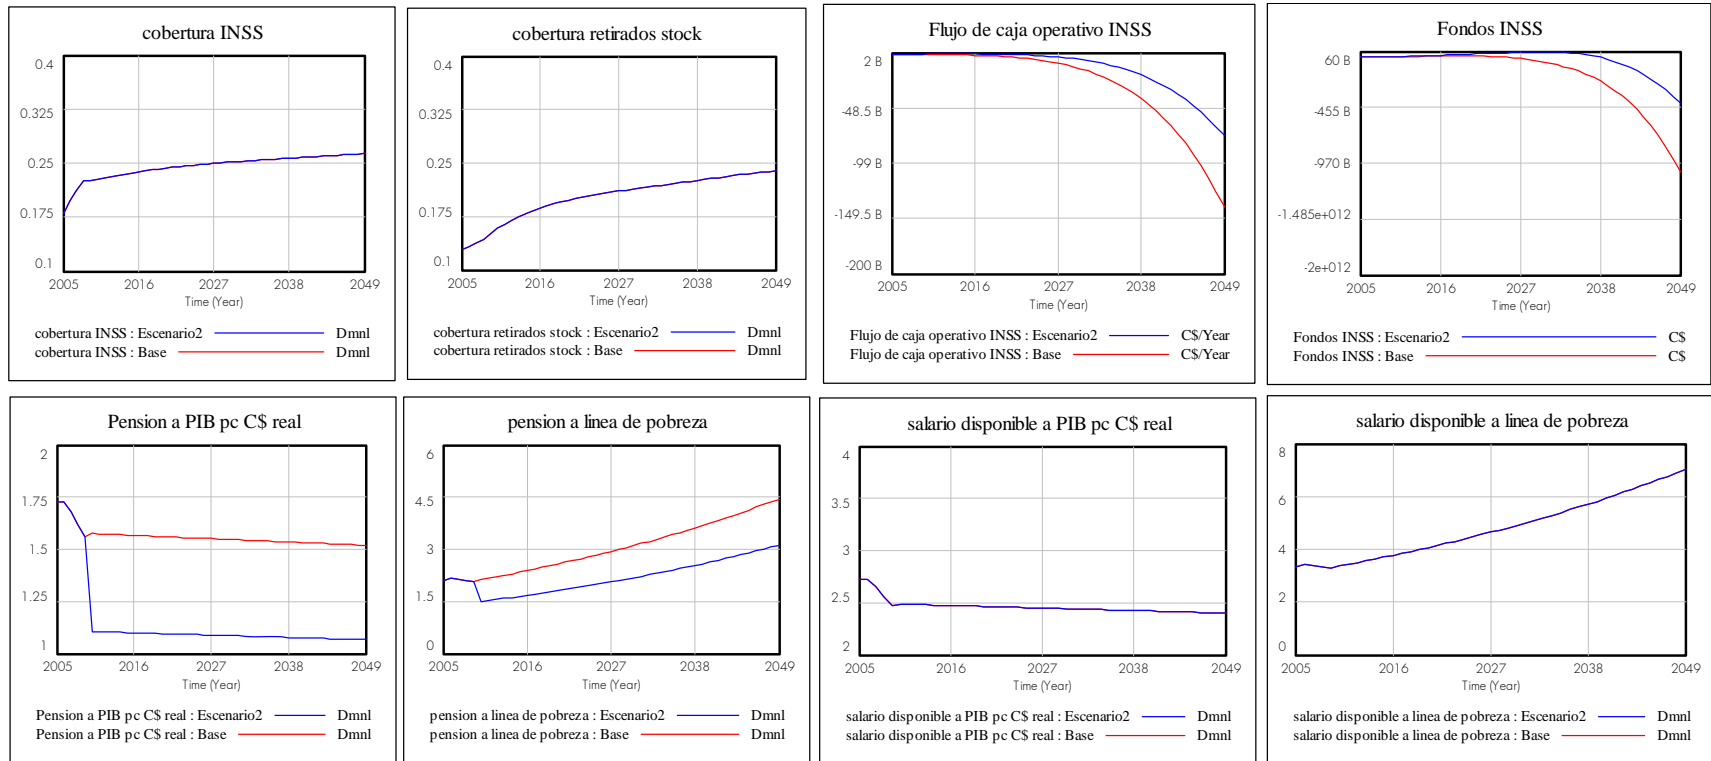 cobertura INSS
0.4
0.325
0.25
0.175
0.1
2005 2016 2027 2038 2049
Time (Year)
cobertura INSS : Escenario2 Dmnl
cobertura INSS : Base Dmnl
cobertura retirados stock
0.4
0.325
0.25
0.175
0.1
2005 2016 2027 2038 2049
Time (Year)
cobertura retirados stock : Escenario2 Dmnl
cobertura retirados stock : Base Dmnl
Flujo de caja operativo INSS
2 B
-48.5 B
-99 B
-149.5 B
-200 B
2005 2016 2027 2038 2049
Time (Year)
Flujo de caja operativo INSS : Escenario2 C$/Year
Flujo de caja operativo INSS : Base C$/Year
Fondos INSS
60 B
-455 B
-970 B
-1.485e+012
-2e+012
2005 2016 2027 2038 2049
Time (Year)
Fondos INSS : Escenario2 C$
Fondos INSS : Base C$
Pension a PIB pc C$ real
2
1.75
1.5
1.25
1
2005 2016 2027 2038 2049
Time (Year)
Pension a PIB pc C$ real : Escenario2 Dmnl
Pension a PIB pc C$ real : Base Dmnl
pension a linea de pobreza
6
4.5
3
1.5
0
2005 2016 2027 2038 2049
Time (Year)
pension a linea de pobreza : Escenario2 Dmnl
pension a linea de pobreza : Base Dmnl
salario disponible a PIB pc C$ real
4
3.5
3
2.5
2
2005 2016 2027 2038 2049
Time (Year)
salario disponible a PIB pc C$ real : Escenario2 Dmnl
salario disponible a PIB pc C$ real : Base Dmnl
salario disponible a linea de pobreza
8
6
4
2
0
2005 2016 2027 2038 2049
Time (Year)
salario disponible a linea de pobreza : Escenario2 Dmnl
salario disponible a linea de pobreza : Base Dmnl